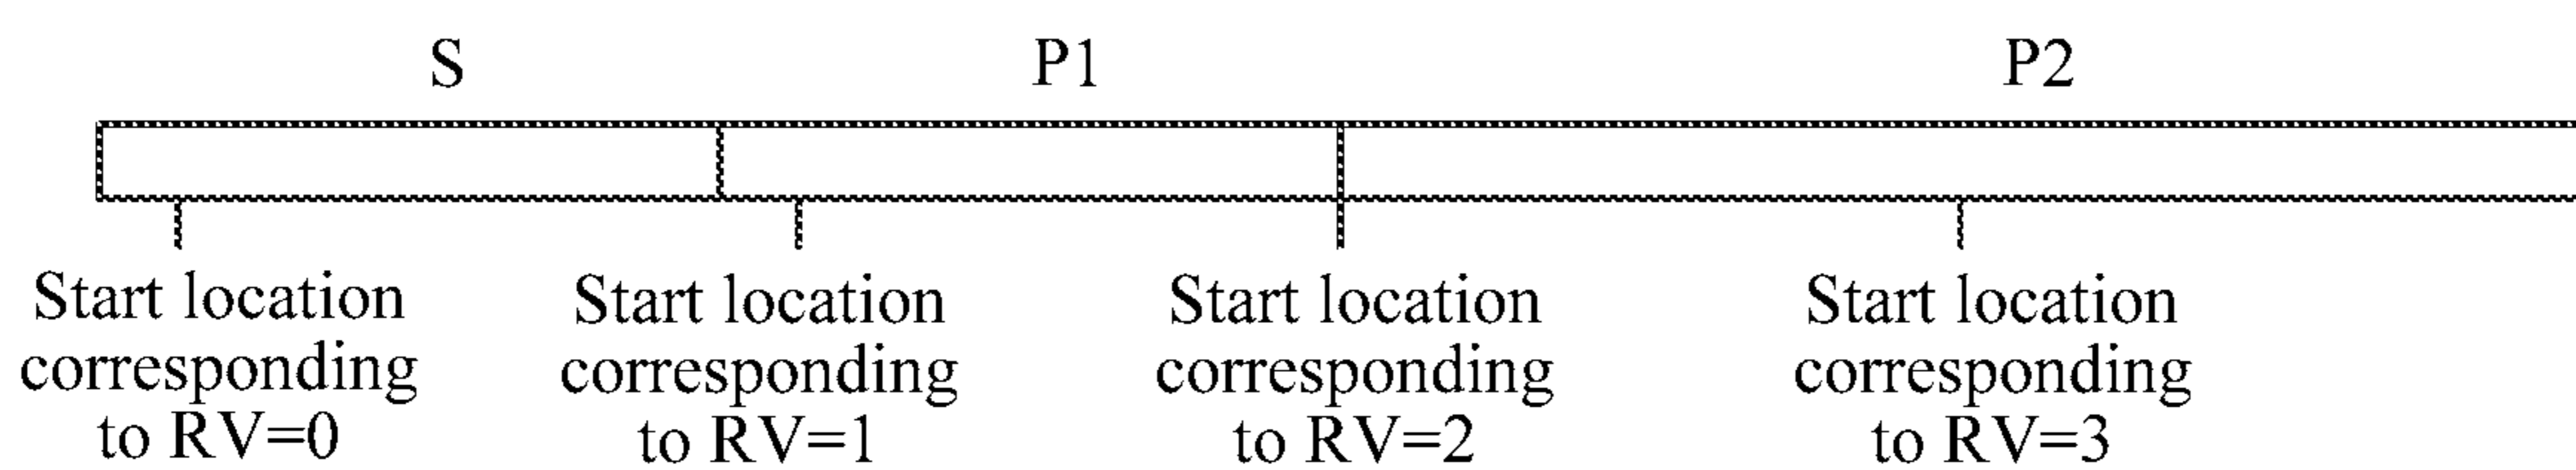 S P1 P2
Start location
corresponding
to RV=0
Start location
corresponding
to RV=1
Start location
corresponding
to RV=2
Start location
corresponding
to RV=3